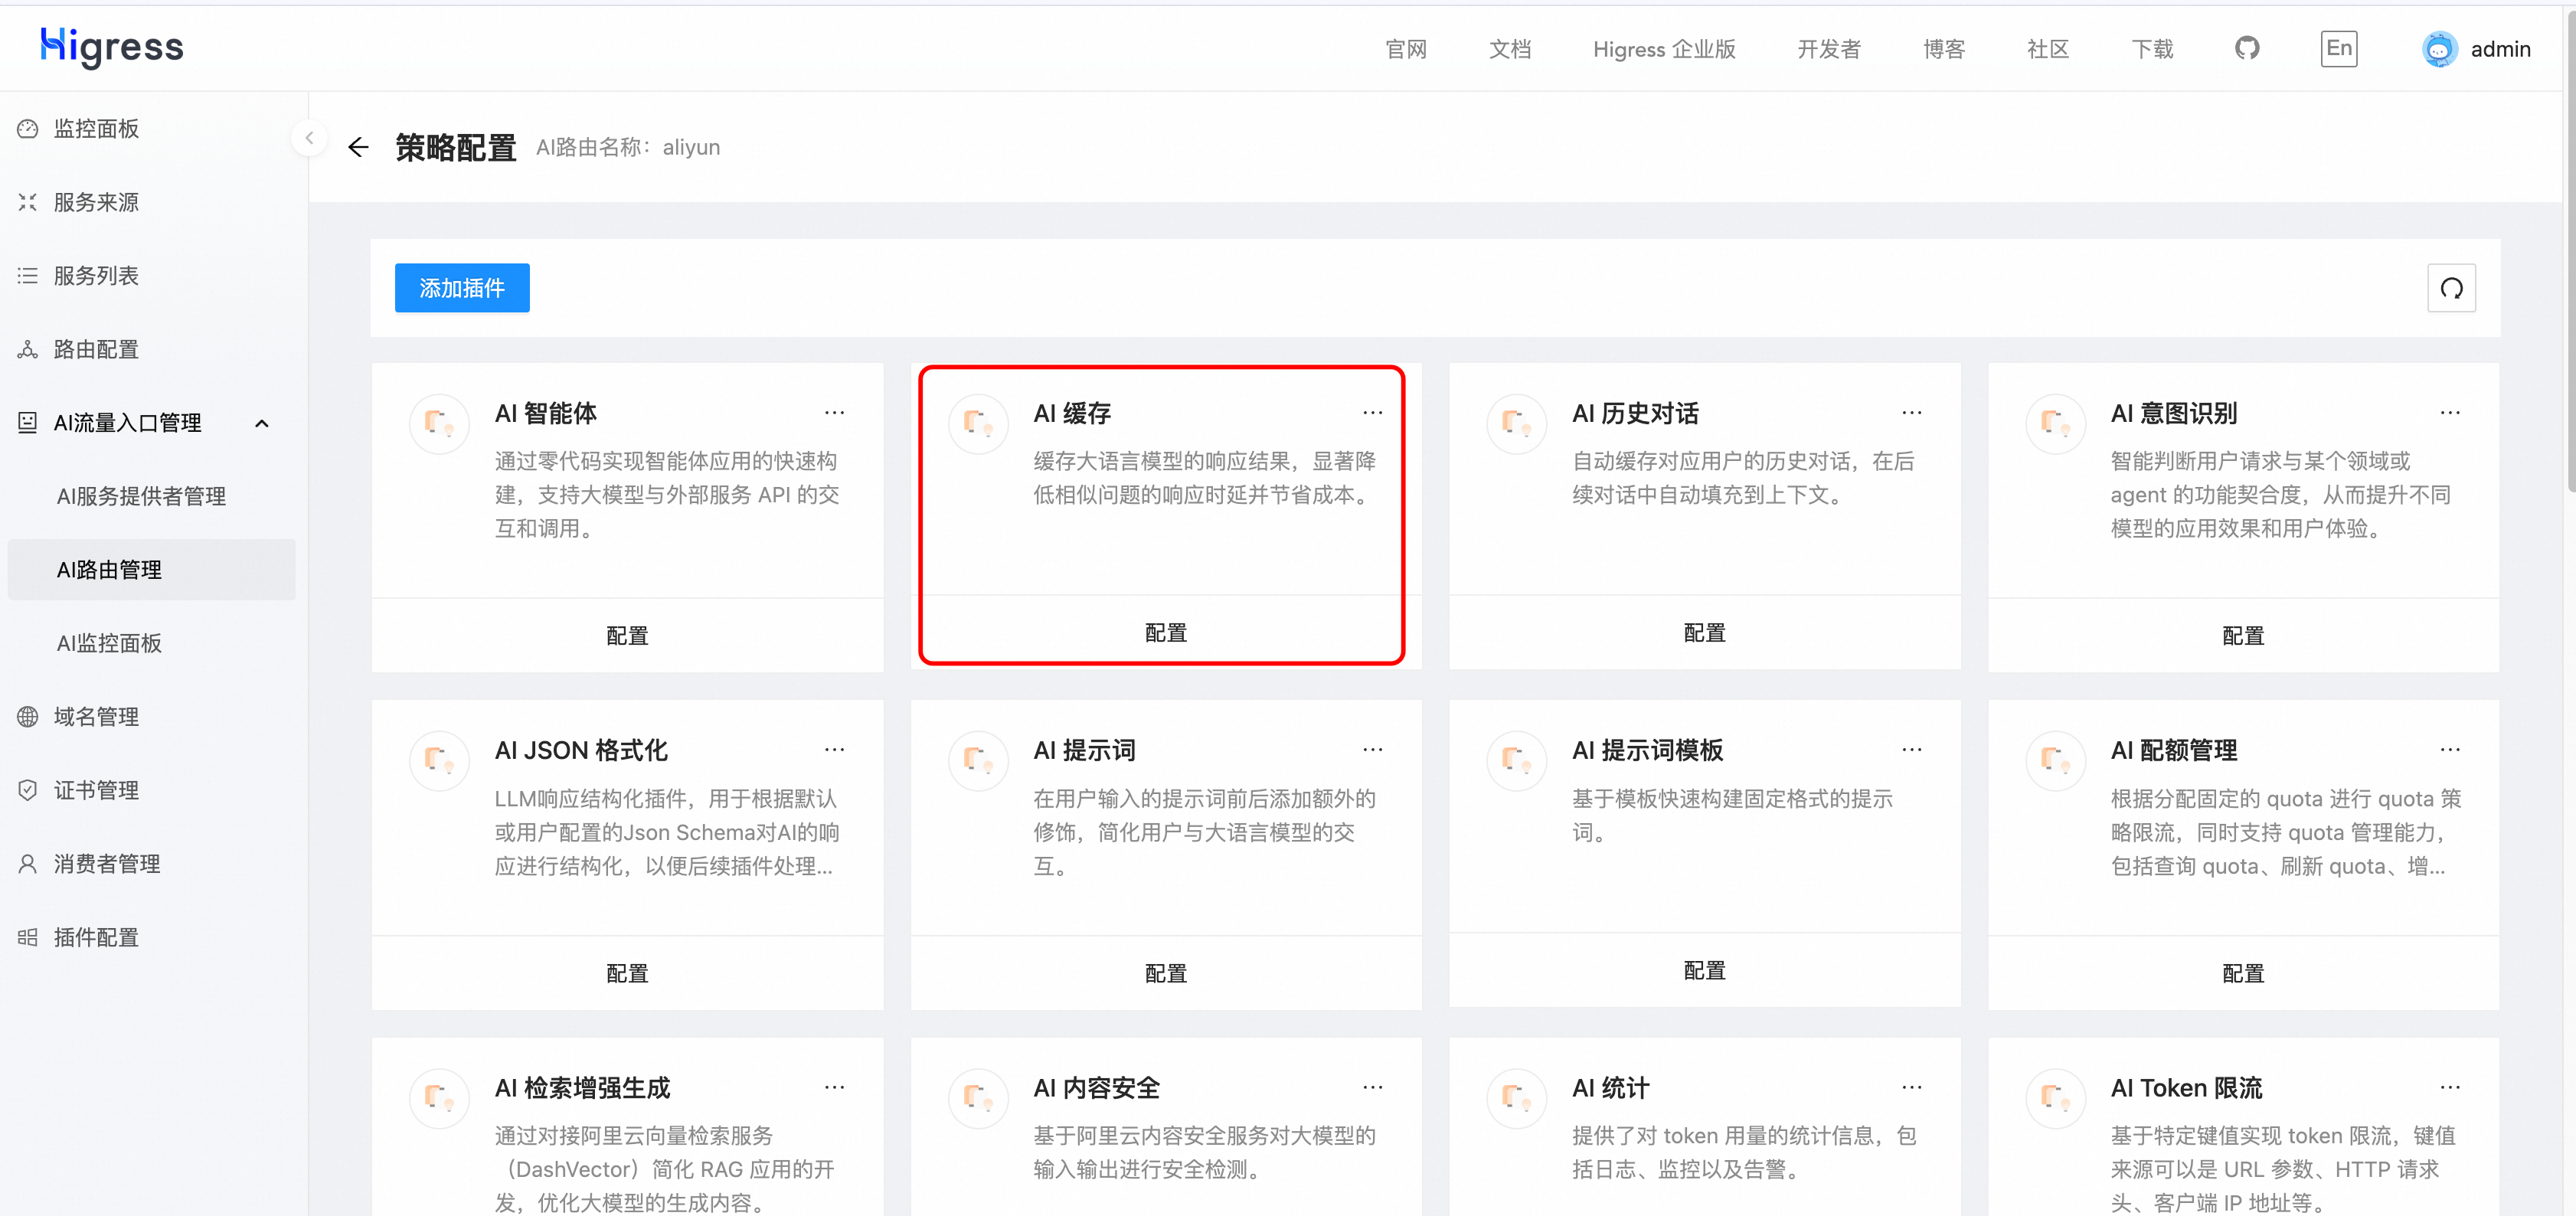 Higress
官网
文档
Higress 企业版
开发者
博客
社区
下载
En
admin
监控面板
服务来源
服务列表
路由配置
AI流量入口管理
AI服务提供者管理
AI路由管理
AI监控面板
域名管理
证书管理
消费者管理
插件配置
策略配置
AI路由名称：aliyun
添加插件
AI 智能体
通过零代码实现智能体应用的快速构
建，支持大模型与外部服务 API 的交
互和调用。
配置
AI 缓存
缓存大语言模型的响应结果，显著降
低相似问题的响应时延并节省成本。
配置
AI 历史对话
自动缓存对应用户的历史对话，在后
续对话中自动填充到上下文。
配置
AI 意图识别
智能判断用户请求与某个领域或
agent 的功能契合度，从而提升不同
模型的应用效果和用户体验。
配置
AI JSON 格式化
LLM响应结构化插件，用于根据默认
或用户配置的Json Schema对AI的响
应进行结构化，以便后续插件处理...
配置
AI 提示词
在用户输入的提示词前后添加额外的
修饰，简化用户与大语言模型的交
互。
配置
AI 提示词模板
基于模板快速构建固定格式的提示
词。
配置
AI 配额管理
根据分配固定的 quota 进行 quota 策
略限流，同时支持 quota 管理能力，
包括查询 quota、刷新 quota、增...
配置
AI 检索增强生成
通过对接阿里云向量检索服务
（DashVector）简化 RAG 应用的开
发，优化大模型的生成内容。
AI 内容安全
基于阿里云内容安全服务对大模型的
输入输出进行安全检测。
AI 统计
提供了对 token 用量的统计信息，包
括日志、监控以及告警。
AI Token 限流
基于特定键值实现 token 限流，键值
来源可以是 URL 参数、HTTP 请求
头、客户端 IP 地址等。